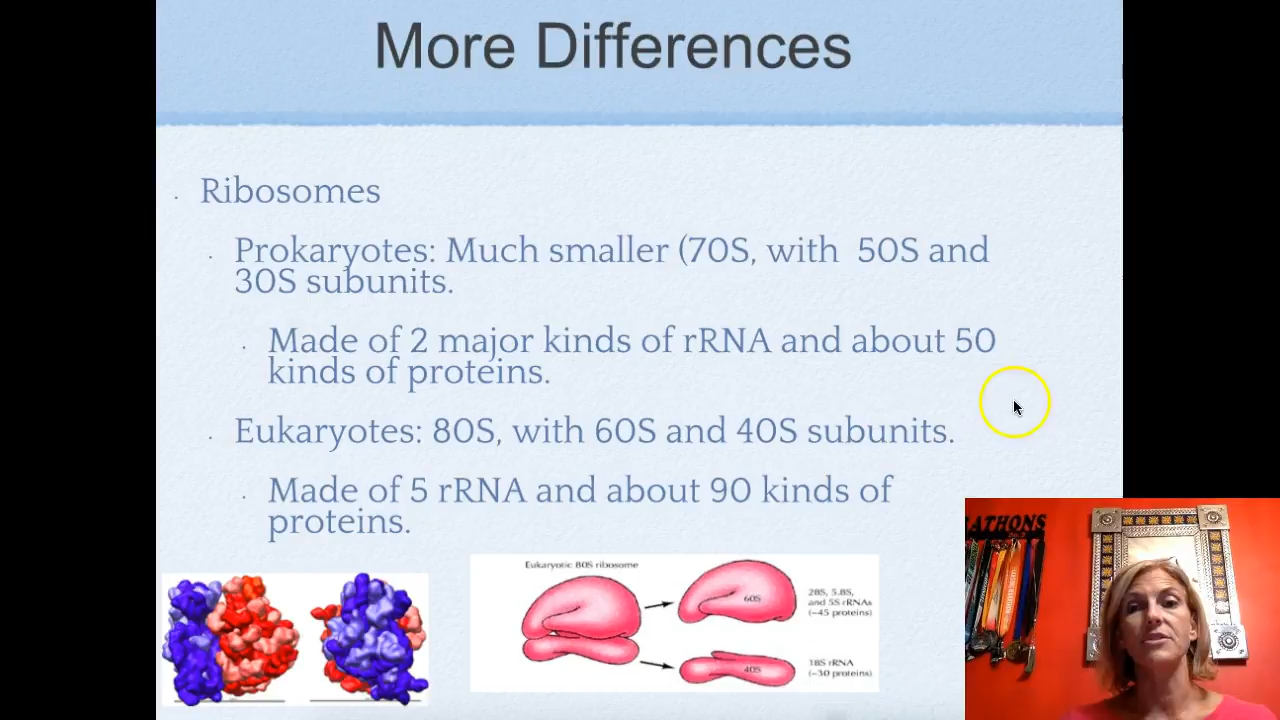 More Differences
Ribosomes
Prokaryotes: Much smaller (70S, with 50S and
30S subunits.
Made of 2 major kinds of rRNA and about 50
kinds of proteins.
Eukaryotes: 80S, with 60S and 40S subunits.
Made of 5 rRNA and about 90 kinds of
proteins.
Eukaryotic 80S ribosome
60S
28S, 5.8S,
and 5S rRNAs
(~45 proteins)
40S
18S rRNA
(~30 proteins)
ATHONS